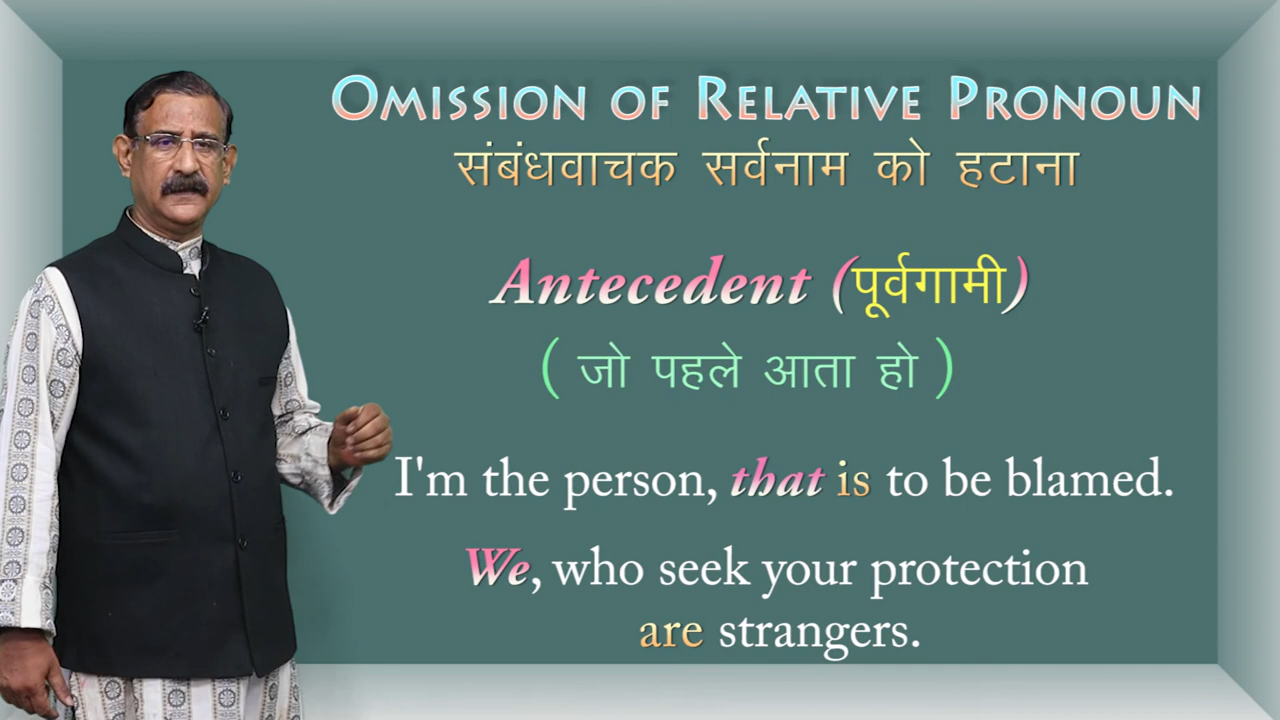 OMISSION OF RELATIVE PRONOUN
संबंधवाचक सर्वनाम को हटाना
Antecedent (पूर्वगामी)
( जो पहले आता हो )
I'm the person, that is to be blamed.
We, who seek your protection
are strangers.